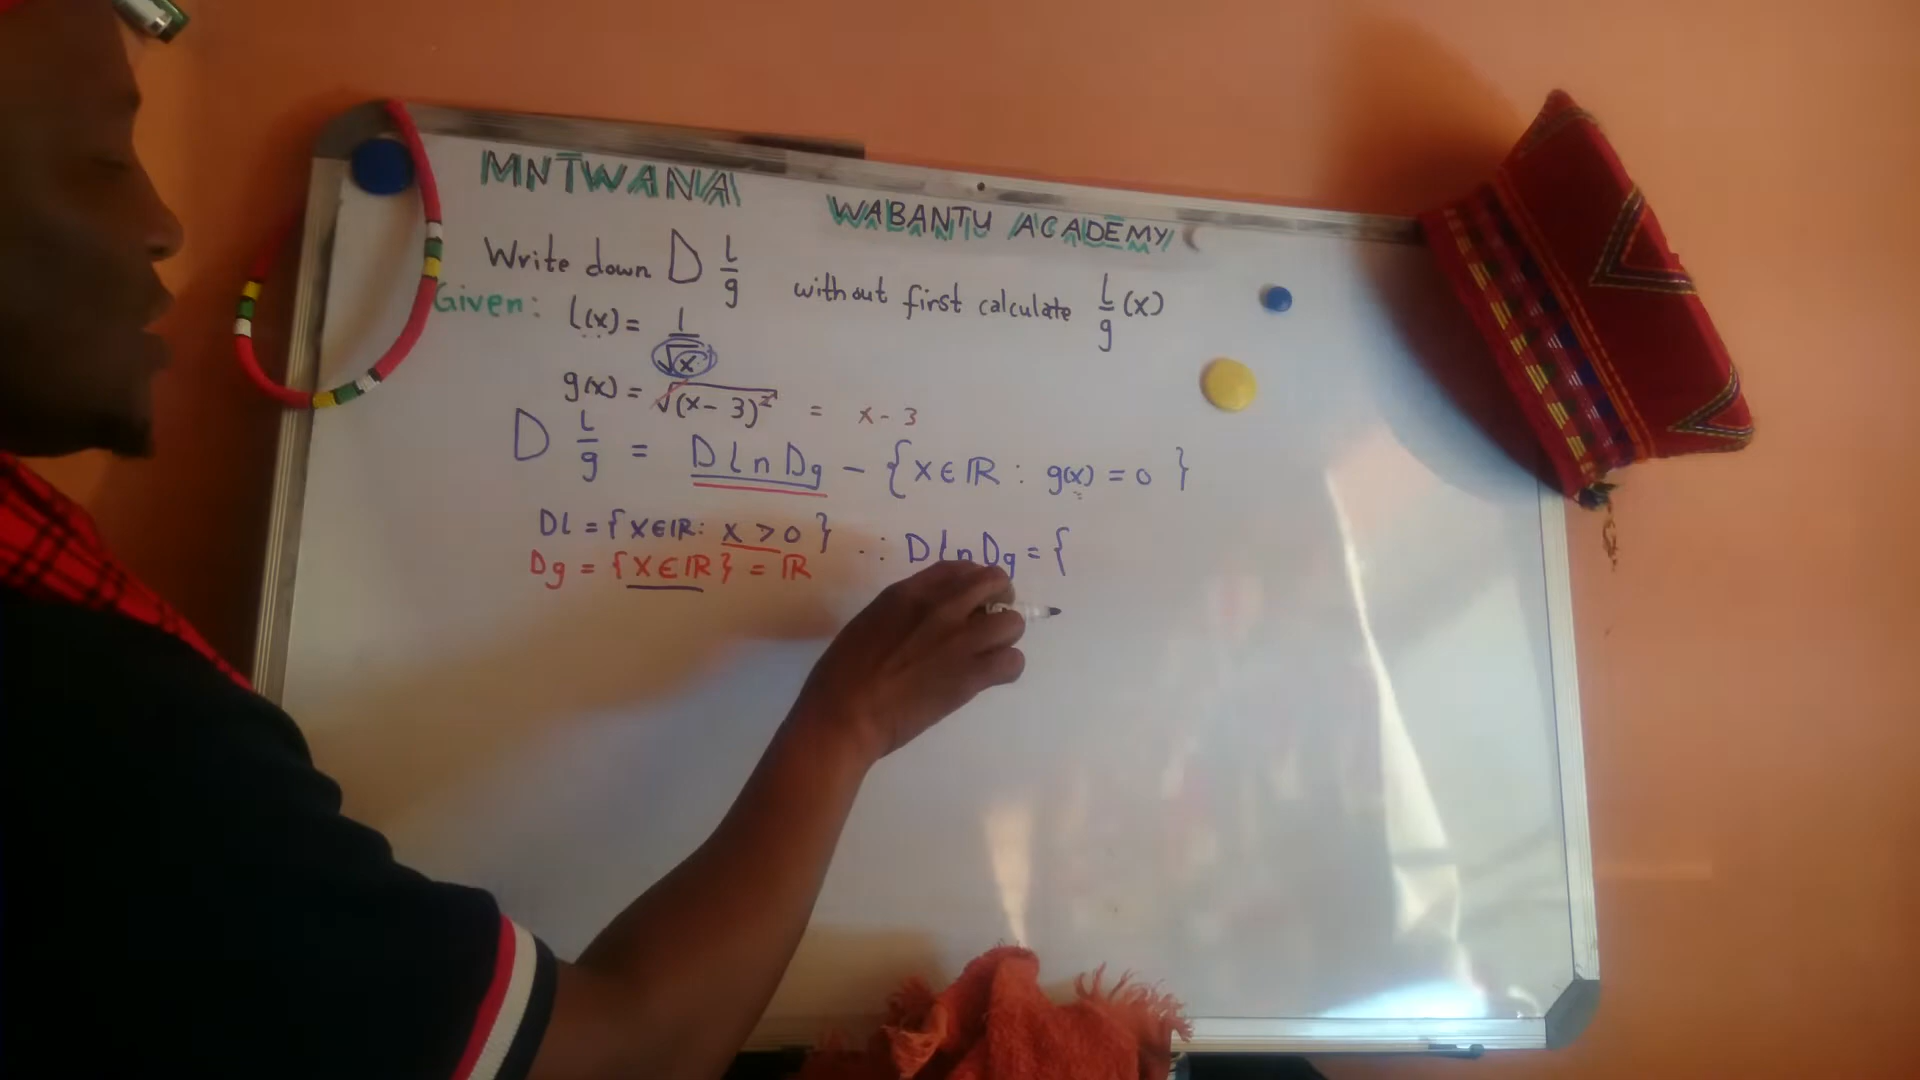 MNTWANA WABANTU ACADEMY
Write down D l/g without first calculate l/g (x)
Given: l(x) = 1/√x
g(x) = √(x - 3)² = x - 3
D l/g = Dl ∩ Dg - {x ∈ ℝ : g(x) = 0 }
Dl = {x ∈ ℝ: x > 0 } ∴ Dl ∩ Dg = {
Dg = {x ∈ ℝ } = ℝ